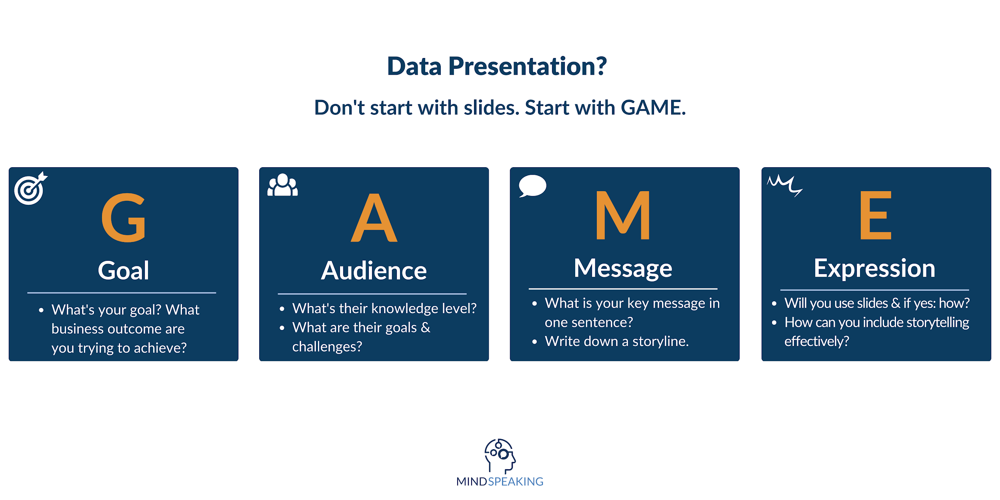 Data Presentation?
Don't start with slides. Start with GAME.
G
Goal
• What's your goal? What
business outcome are
you trying to achieve?
A
Audience
• What's their knowledge level?
• What are their goals &
challenges?
M
Message
• What is your key message in
one sentence?
• Write down a storyline.
E
Expression
• Will you use slides & if yes: how?
• How can you include storytelling
effectively?
MINDSPEAKING